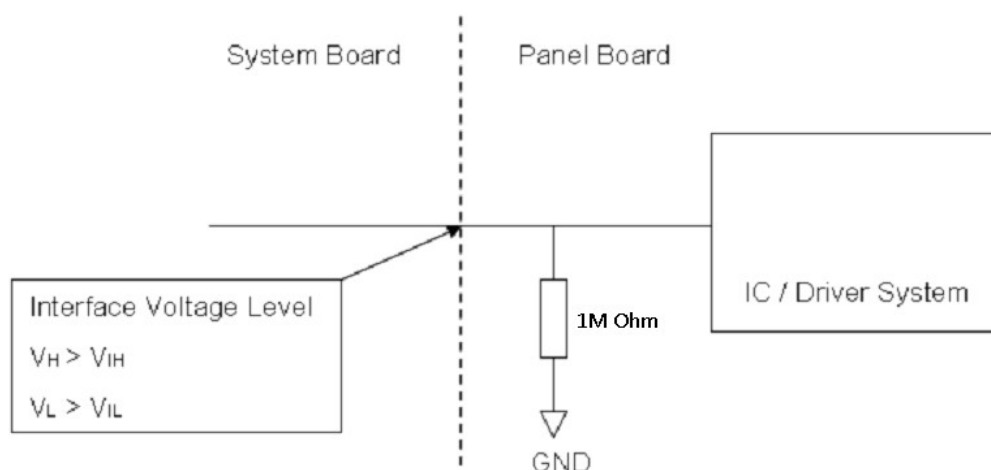 System Board
Panel Board
Interface Voltage Level
VH > VIH
VL > VIL
1M Ohm
IC / Driver System
GND